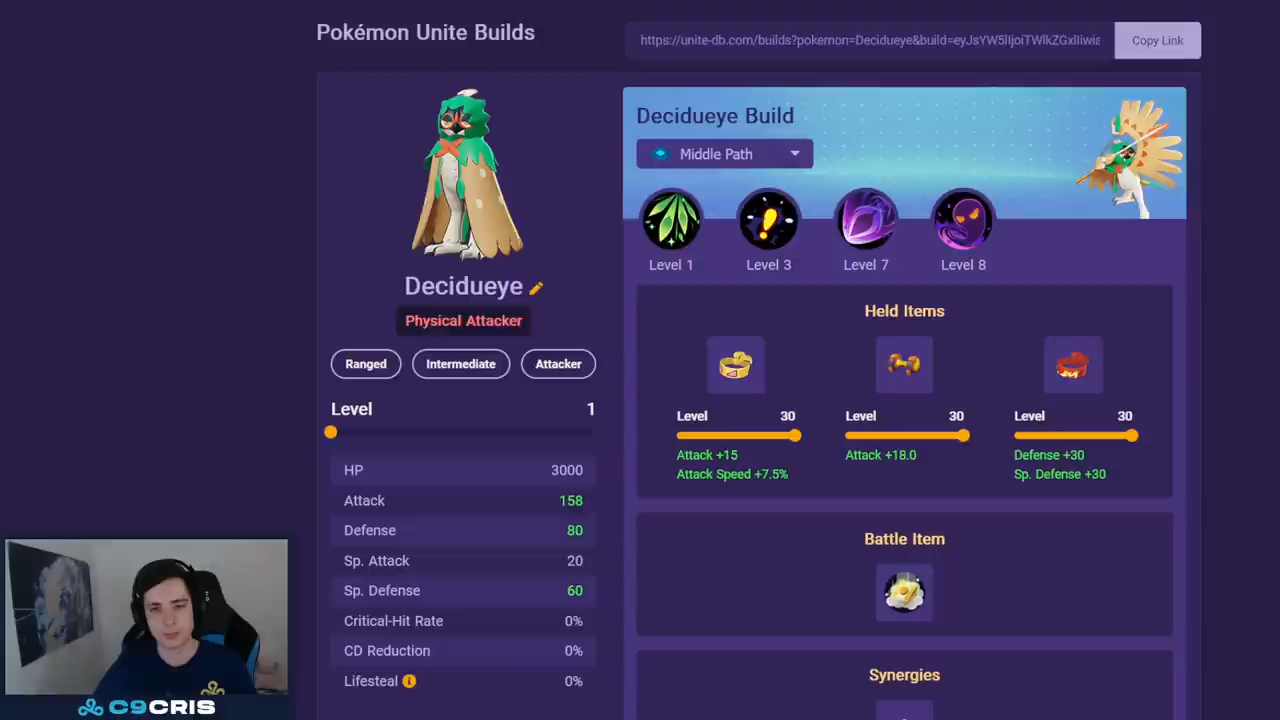 Pokémon Unite Builds
https://unite-db.com/builds?pokemon=Decidueye&build=eyJsYW5lIjoiTWlkZGxlIiwia
Copy Link
Decidueye Build
Middle Path
Level 1
Level 3
Level 7
Level 8
Decidueye
Physical Attacker
Ranged
Intermediate
Attacker
Level 1
HP 3000
Attack 158
Defense 80
Sp. Attack 20
Sp. Defense 60
Critical-Hit Rate 0%
CD Reduction 0%
Lifesteal 0%
Held Items
Level 30
Attack +15
Attack Speed +7.5%
Level 30
Attack +18.0
Level 30
Defense +30
Sp. Defense +30
Battle Item
Synergies
C9CRIS